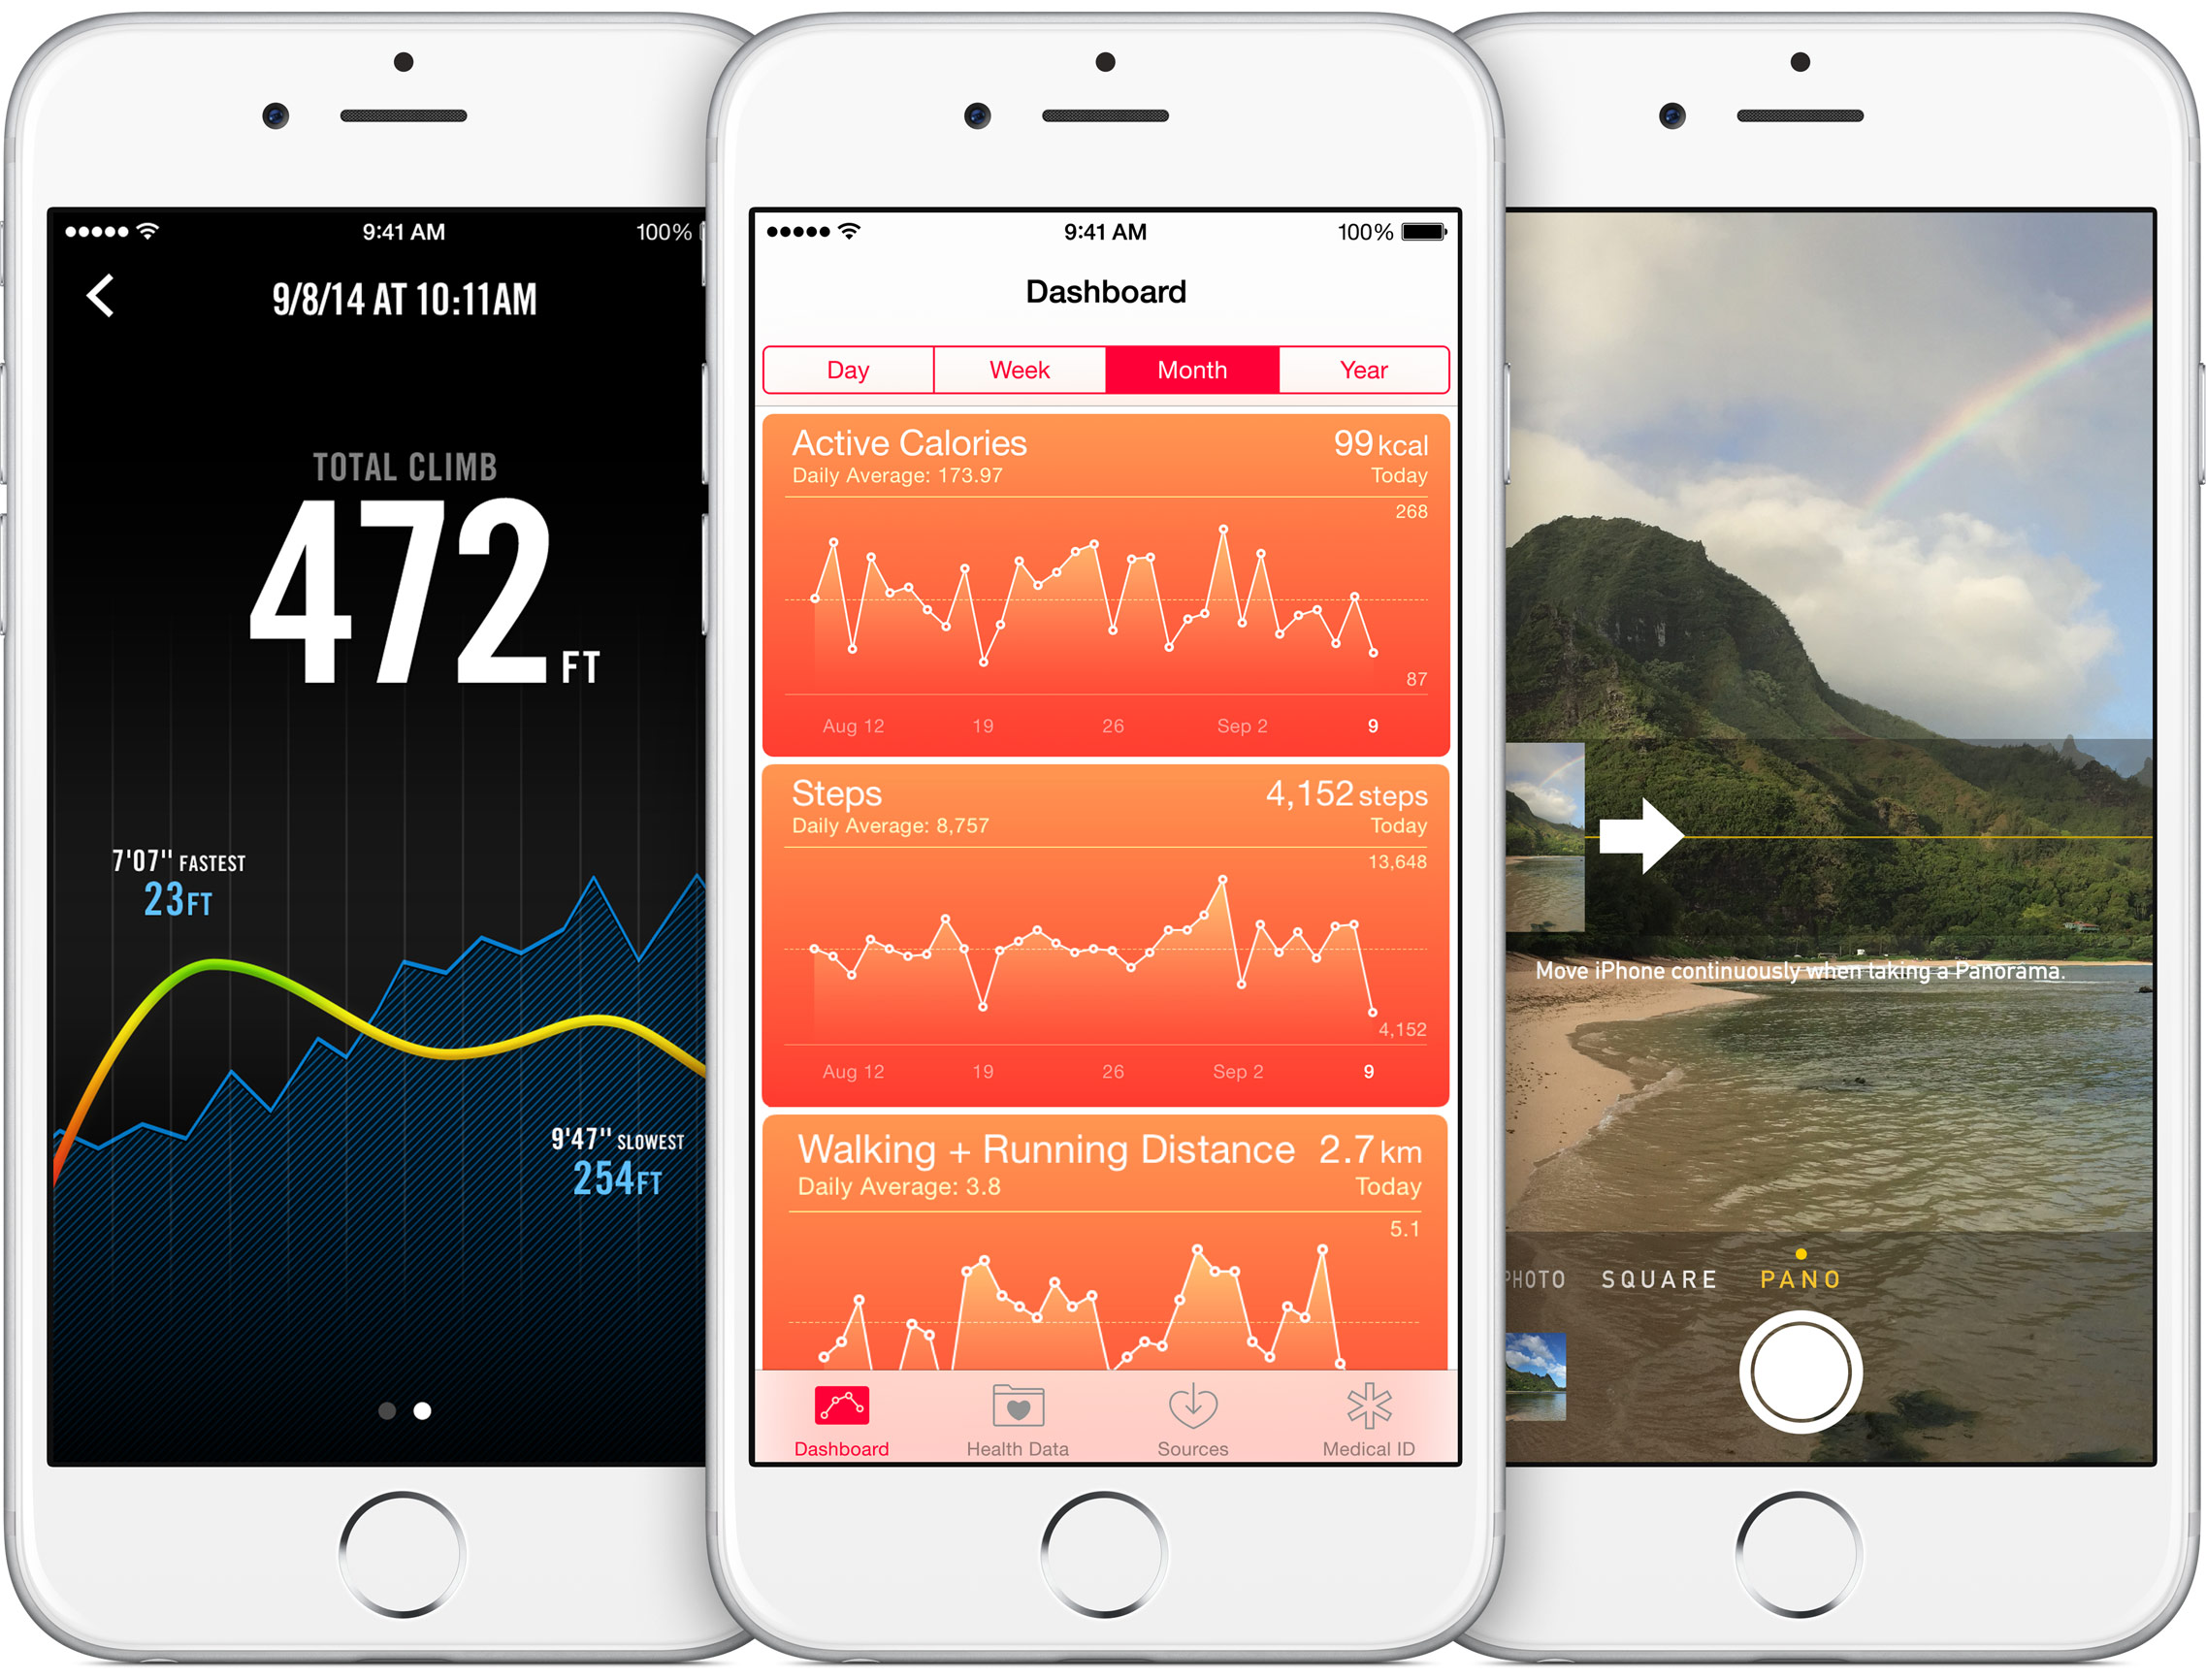 9:41 AM
100%
9/8/14 AT 10:11AM
TOTAL CLIMB
472 FT
7'07" FASTEST
23FT
9'47" SLOWEST
254FT
9:41 AM
100%
Dashboard
Day Week Month Year
Active Calories 99 kcal
Daily Average: 173.97 Today
268
87
Aug 12 19 26 Sep 2 9
Steps 4,152 steps
Daily Average: 8,757 Today
13,648
4,152
Aug 12 19 26 Sep 2 9
Walking + Running Distance 2.7 km
Daily Average: 3.8 Today
5.1
Dashboard Health Data Sources Medical ID
Move iPhone continuously when taking a Panorama.
PHOTO SQUARE PANO